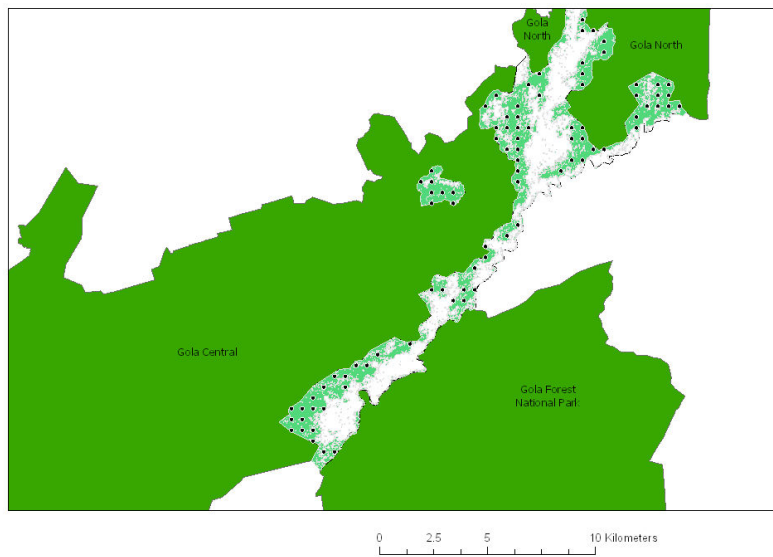 Gola
North
Gola North
Gola Central
Gola Forest
National Park
0 2.5 5 10 Kilometers